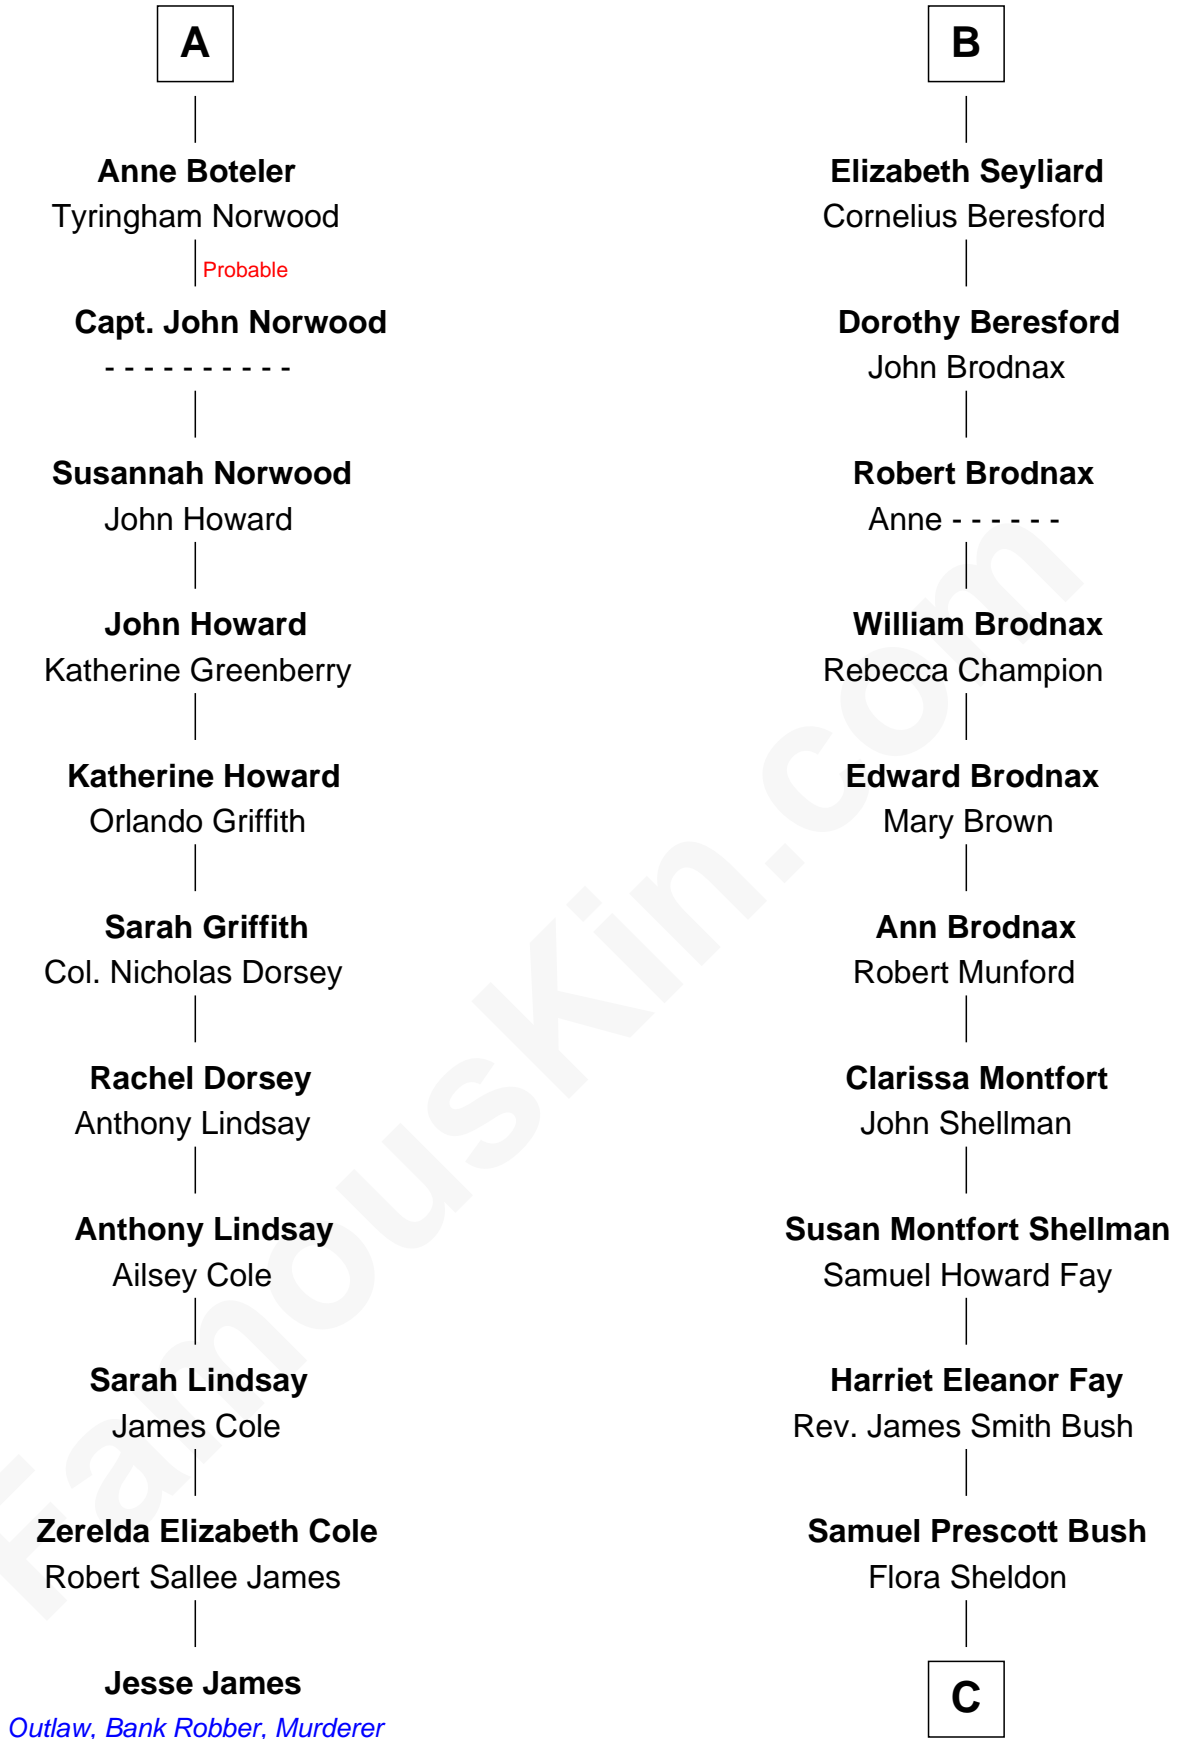 A
Anne Boteler
Tyringham Norwood
Probable
Capt. John Norwood
- - - - - - - - - -
Susannah Norwood
John Howard
John Howard
Katherine Greenberry
Katherine Howard
Orlando Griffith
Sarah Griffith
Col. Nicholas Dorsey
Rachel Dorsey
Anthony Lindsay
Anthony Lindsay
Ailsey Cole
Sarah Lindsay
James Cole
Zerelda Elizabeth Cole
Robert Sallee James
Jesse James
Outlaw, Bank Robber, Murderer
B
Elizabeth Seyliard
Cornelius Beresford
Dorothy Beresford
John Brodnax
Robert Brodnax
Anne - - - - - -
William Brodnax
Rebecca Champion
Edward Brodnax
Mary Brown
Ann Brodnax
Robert Munford
Clarissa Montfort
John Shellman
Susan Montfort Shellman
Samuel Howard Fay
Harriet Eleanor Fay
Rev. James Smith Bush
Samuel Prescott Bush
Flora Sheldon
C
FamousKin.com